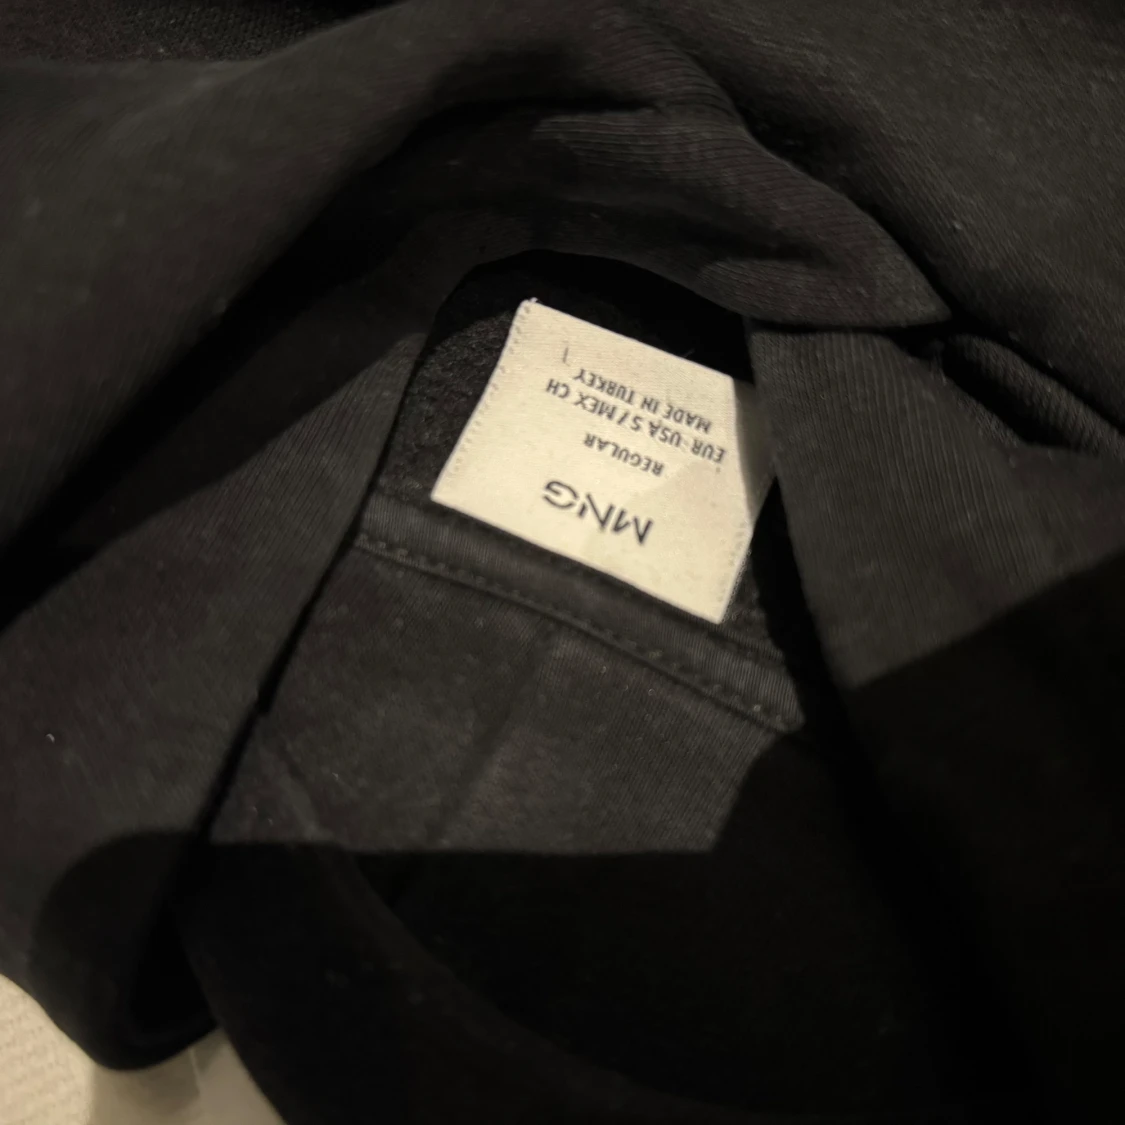 MNG
REGULAR
EUR-USA S / MEX CH
MADE IN TURKEY